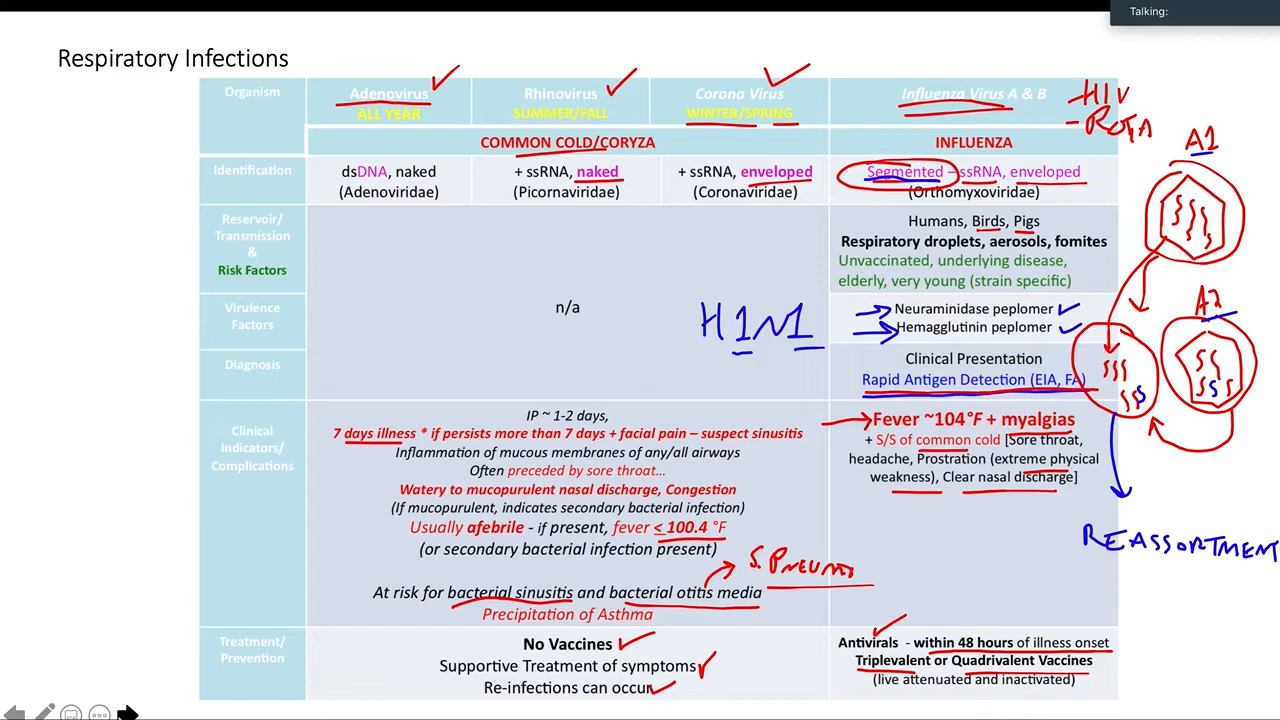 Talking:
Respiratory Infections
Organism
Adenovirus
ALL YEAR
Rhinovirus
SUMMER/FALL
Corona Virus
WINTER/SPRING
Influenza Virus A & B
COMMON COLD/CORYZA
INFLUENZA
Identification
dsDNA, naked
(Adenoviridae)
+ ssRNA, naked
(Picornaviridae)
+ ssRNA, enveloped
(Coronaviridae)
Segmented – ssRNA, enveloped
(Orthomyxoviridae)
Reservoir/
Transmission
&
Risk Factors
Humans, Birds, Pigs
Respiratory droplets, aerosols, fomites
Unvaccinated, underlying disease,
elderly, very young (strain specific)
Virulence
Factors
n/a
Neuraminidase peplomer
Hemagglutinin peplomer
Diagnosis
Clinical Presentation
Rapid Antigen Detection (EIA, FA)
Clinical
Indicators/
Complications
IP ~ 1-2 days,
7 days illness * if persists more than 7 days + facial pain – suspect sinusitis
Inflammation of mucous membranes of any/all airways
Often preceded by sore throat…
Watery to mucopurulent nasal discharge, Congestion
(If mucopurulent, indicates secondary bacterial infection)
Usually afebrile - if present, fever < 100.4 °F
(or secondary bacterial infection present)
At risk for bacterial sinusitis and bacterial otitis media
Precipitation of Asthma
Fever ~104°F + myalgias
+ S/S of common cold [Sore throat,
headache, Prostration (extreme physical
weakness), Clear nasal discharge]
Treatment/
Prevention
No Vaccines
Supportive Treatment of symptoms
Re-infections can occur
Antivirals - within 48 hours of illness onset
Triplevalent or Quadrivalent Vaccines
(live attenuated and inactivated)
-HIV
-ROTA
A1
A2
H1N1
S. PNEUMO
REASSORTMENT